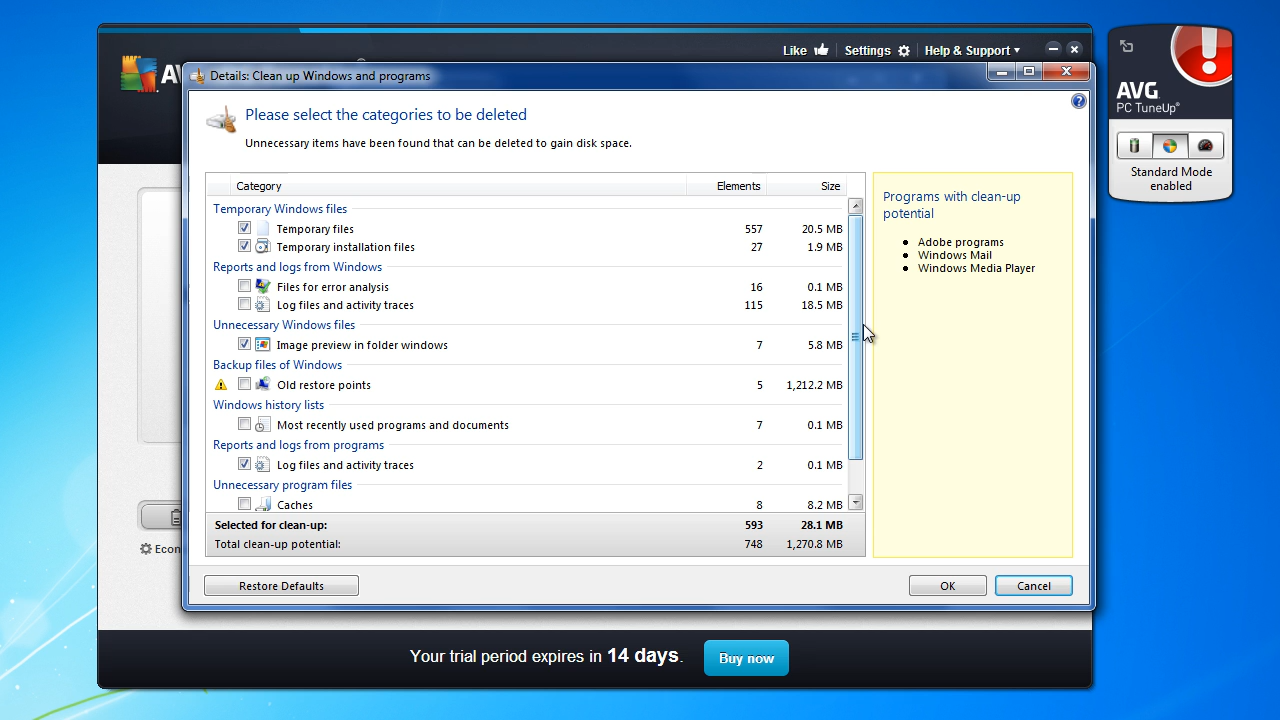 Like Settings Help & Support
Details: Clean up Windows and programs
AVG
PC TuneUp®
Please select the categories to be deleted
Unnecessary items have been found that can be deleted to gain disk space.
Standard Mode
enabled
Category Elements Size
Temporary Windows files
Temporary files 557 20.5 MB
Temporary installation files 27 1.9 MB
Reports and logs from Windows
Files for error analysis 16 0.1 MB
Log files and activity traces 115 18.5 MB
Unnecessary Windows files
Image preview in folder windows 7 5.8 MB
Backup files of Windows
Old restore points 5 1,212.2 MB
Windows history lists
Most recently used programs and documents 7 0.1 MB
Reports and logs from programs
Log files and activity traces 2 0.1 MB
Unnecessary program files
Caches 8 8.2 MB
Selected for clean-up: 593 28.1 MB
Total clean-up potential: 748 1,270.8 MB
Programs with clean-up
potential
Adobe programs
Windows Mail
Windows Media Player
Econ
Restore Defaults OK Cancel
Your trial period expires in 14 days. Buy now